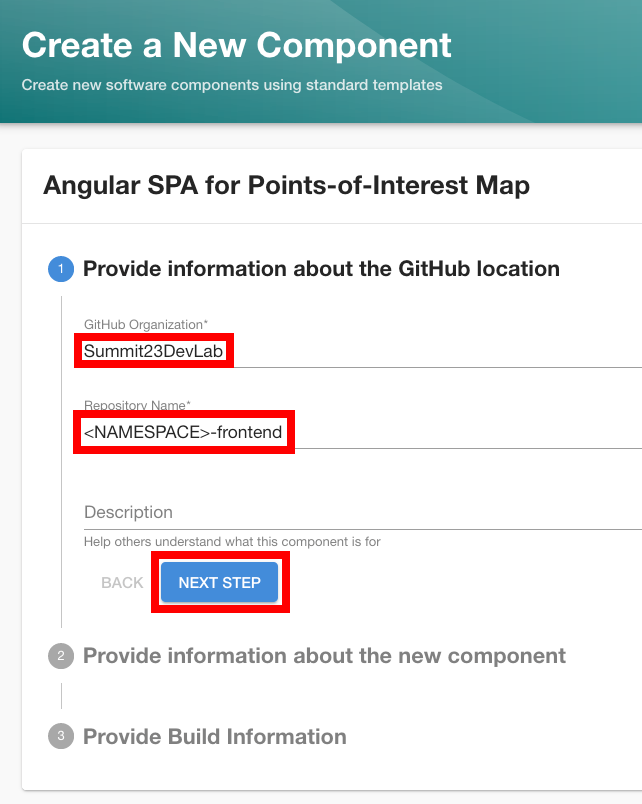 Create a New Component
Create new software components using standard templates
Angular SPA for Points-of-Interest Map
1 Provide information about the GitHub location
GitHub Organization*
Summit23DevLab
Repository Name*
<NAMESPACE>-frontend
Description
Help others understand what this component is for
BACK NEXT STEP
2 Provide information about the new component
3 Provide Build Information